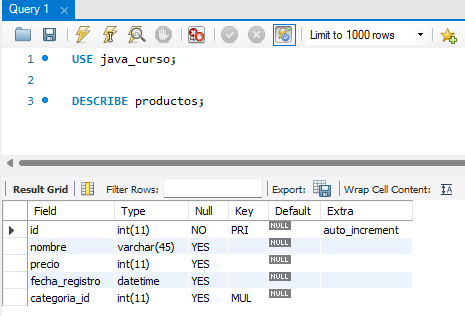 Query 1
Limit to 1000 rows
1 USE java_curso;
2
3 DESCRIBE productos;
Result Grid Filter Rows: Export: Wrap Cell Content: IA
Field Type Null Key Default Extra
id int(11) NO PRI NULL auto_increment
nombre varchar(45) YES NULL
precio int(11) YES NULL
fecha_registro datetime YES NULL
categoria_id int(11) YES MUL NULL